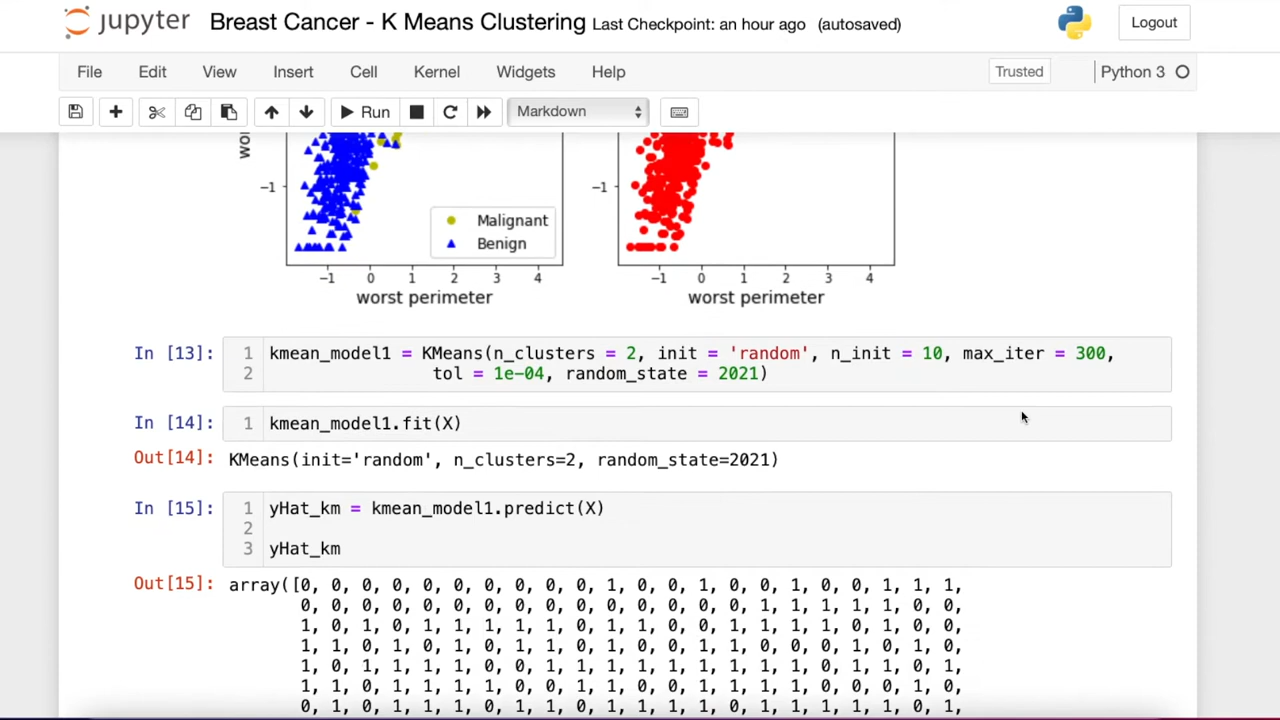 jupyter Breast Cancer - K Means Clustering Last Checkpoint: an hour ago (autosaved) Logout
File Edit View Insert Cell Kernel Widgets Help Trusted Python 3
Run Markdown
-1 -1
Malignant
Benign
-1 0 1 2 3 4 -1 0 1 2 3 4
worst perimeter worst perimeter
In [13]: 1 kmean_model1 = KMeans(n_clusters = 2, init = 'random', n_init = 10, max_iter = 300,
2 tol = 1e-04, random_state = 2021)
In [14]: 1 kmean_model1.fit(X)
Out[14]: KMeans(init='random', n_clusters=2, random_state=2021)
In [15]: 1 yHat_km = kmean_model1.predict(X)
2
3 yHat_km
Out[15]: array([0, 0, 0, 0, 0, 0, 0, 0, 0, 0, 1, 0, 0, 1, 0, 0, 1, 0, 0, 1, 1, 1,
0, 0, 0, 0, 0, 0, 0, 0, 0, 0, 0, 0, 0, 0, 0, 1, 1, 1, 1, 1, 0, 0,
1, 0, 1, 0, 1, 1, 1, 1, 1, 0, 1, 1, 0, 0, 1, 1, 1, 1, 0, 1, 0, 0,
1, 1, 0, 1, 0, 1, 0, 1, 1, 0, 1, 0, 0, 1, 1, 0, 0, 0, 1, 0, 1, 0,
1, 0, 1, 1, 1, 1, 0, 0, 1, 1, 1, 1, 1, 1, 1, 1, 1, 0, 1, 1, 0, 1,
1, 1, 0, 1, 1, 1, 1, 0, 0, 1, 1, 0, 0, 1, 1, 1, 1, 0, 0, 0, 1, 0,
0, 1, 0, 1, 1, 1, 0, 1, 1, 0, 0, 1, 1, 0, 1, 1, 1, 1, 0, 1, 0, 1,